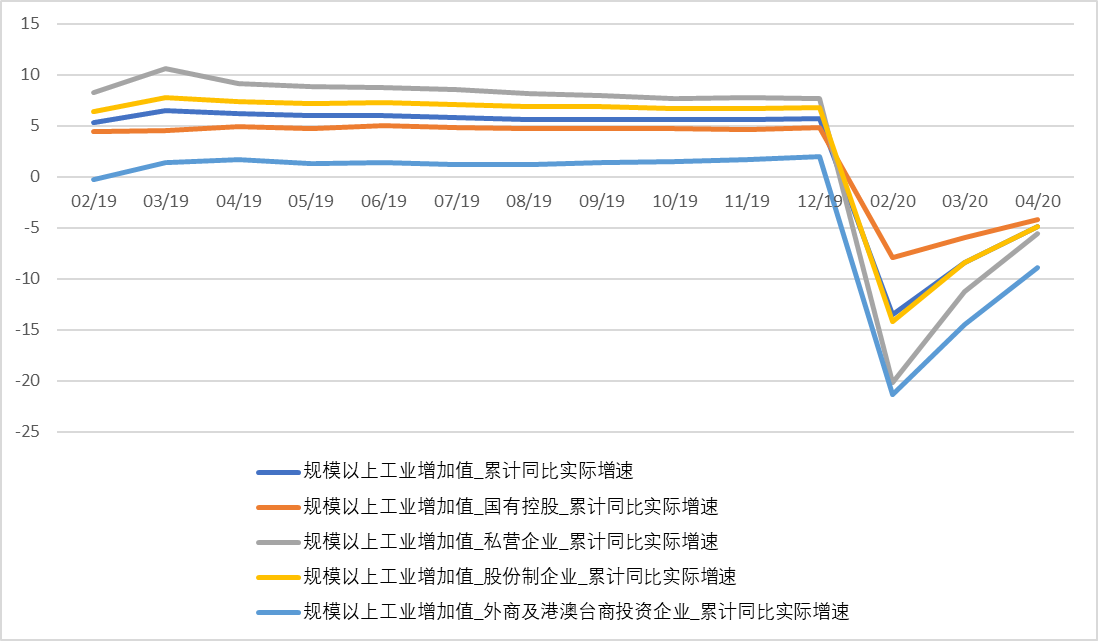 15
10
5
0
-5
-10
-15
-20
-25
02/19 03/19 04/19 05/19 06/19 07/19 08/19 09/19 10/19 11/19 12/19 02/20 03/20 04/20
规模以上工业增加值_累计同比实际增速
规模以上工业增加值_国有控股_累计同比实际增速
规模以上工业增加值_私营企业_累计同比实际增速
规模以上工业增加值_股份制企业_累计同比实际增速
规模以上工业增加值_外商及港澳台商投资企业_累计同比实际增速